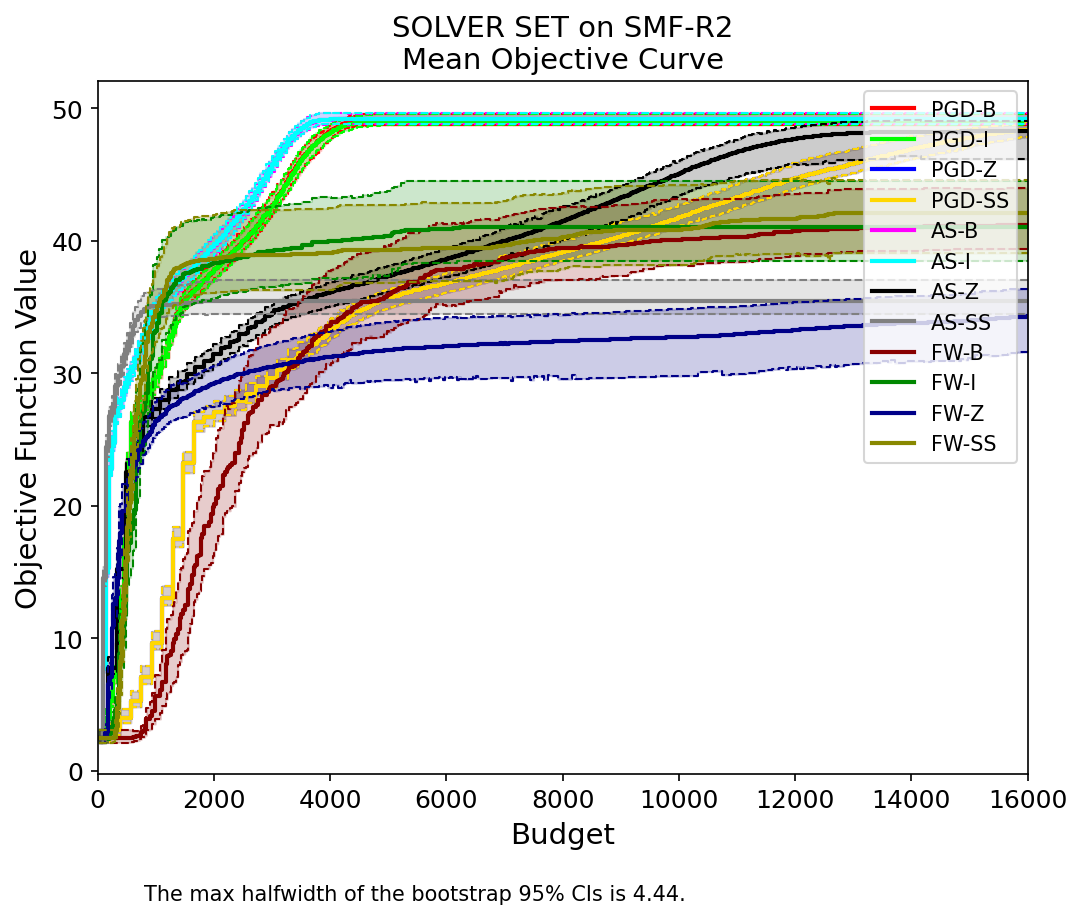 SOLVER SET on SMF-R2
Mean Objective Curve
Objective Function Value
50
40
30
20
10
0
PGD-B
PGD-I
PGD-Z
PGD-SS
AS-B
AS-I
AS-Z
AS-SS
FW-B
FW-I
FW-Z
FW-SS
0 2000 4000 6000 8000 10000 12000 14000 16000
Budget
The max halfwidth of the bootstrap 95% CIs is 4.44.